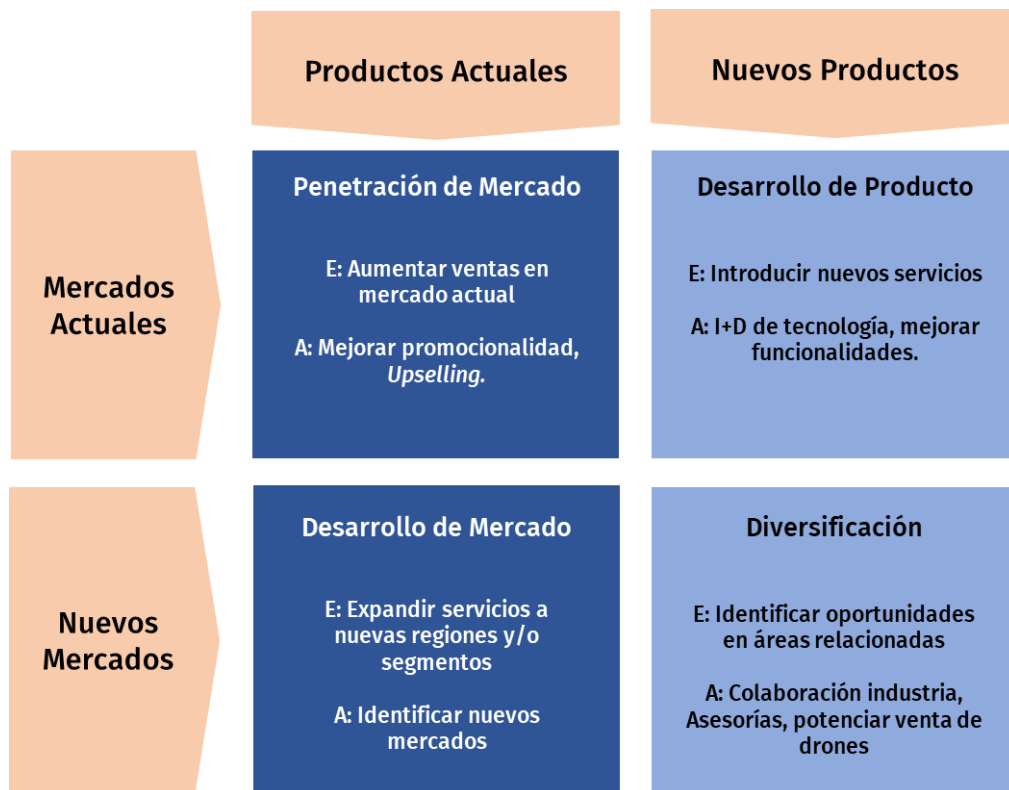 Productos Actuales
Nuevos Productos
Mercados
Actuales
Penetración de Mercado
E: Aumentar ventas en
mercado actual
A: Mejorar promocionalidad,
Upselling.
Desarrollo de Producto
E: Introducir nuevos servicios
A: I+D de tecnología, mejorar
funcionalidades.
Nuevos
Mercados
Desarrollo de Mercado
E: Expandir servicios a
nuevas regiones y/o
segmentos
A: Identificar nuevos
mercados
Diversificación
E: Identificar oportunidades
en áreas relacionadas
A: Colaboración industria,
Asesorías, potenciar venta de
drones